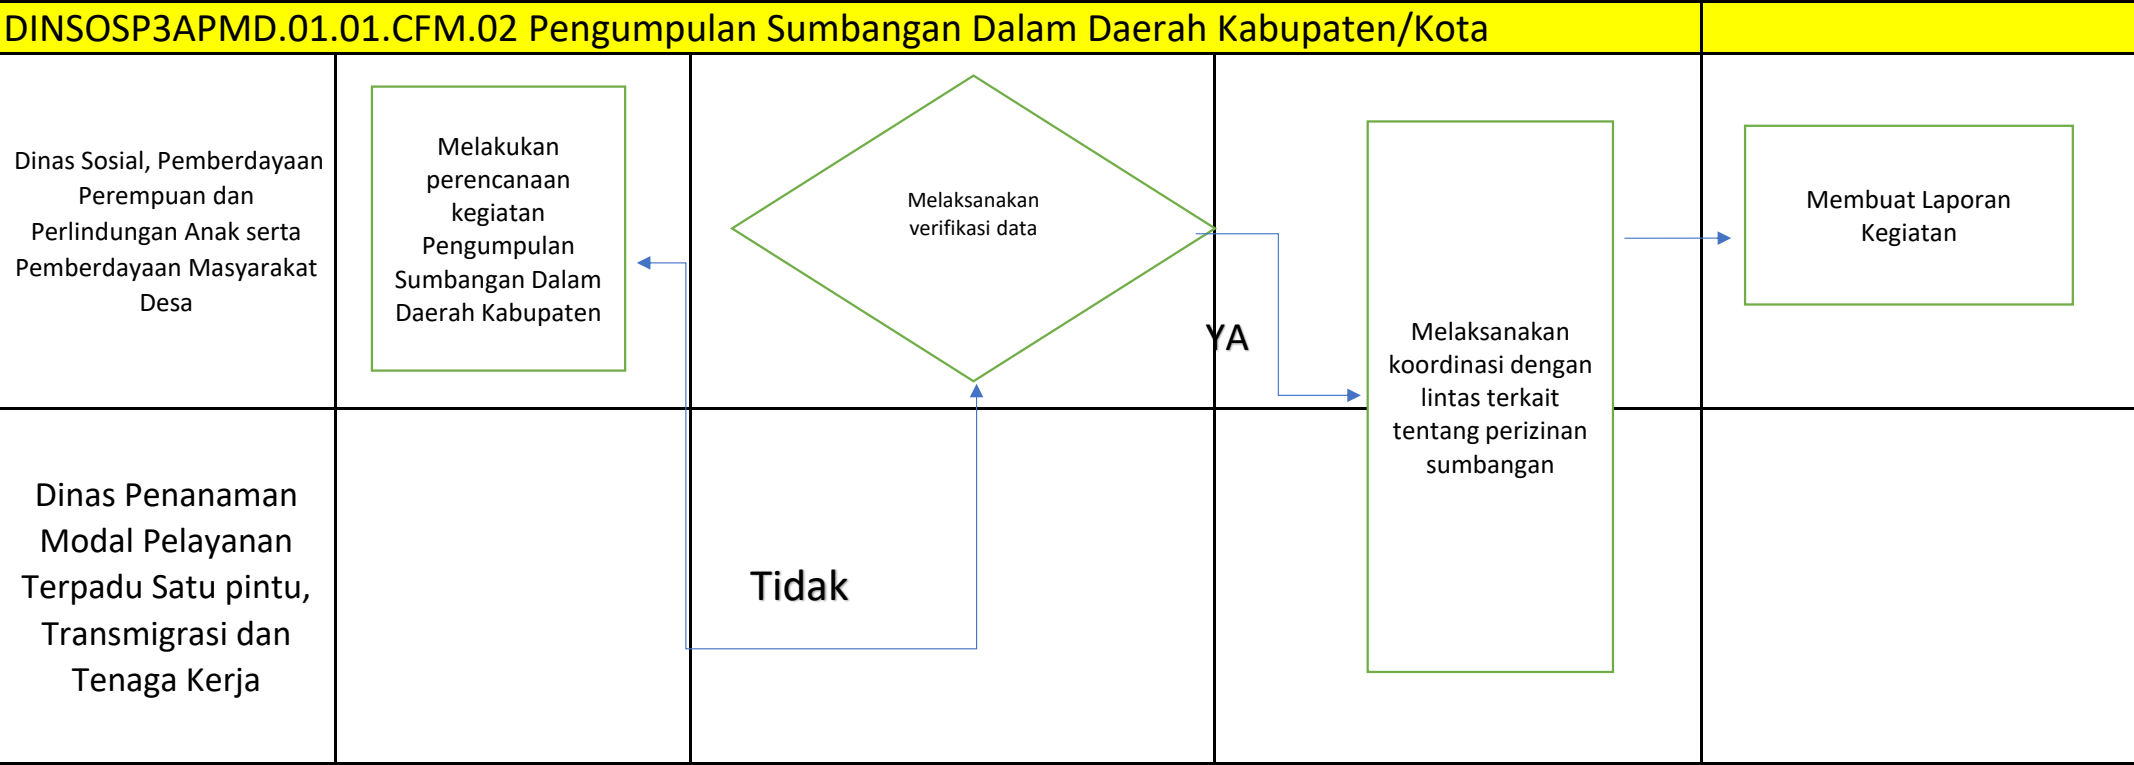 DINSOSP3APMD.01.01.CFM.02 Pengumpulan Sumbangan Dalam Daerah Kabupaten/Kota
Dinas Sosial, Pemberdayaan
Perempuan dan
Perlindungan Anak serta
Pemberdayaan Masyarakat
Desa
Melakukan
perencanaan
kegiatan
Pengumpulan
Sumbangan Dalam
Daerah Kabupaten
Melaksanakan
verifikasi data
YA
Melaksanakan
koordinasi dengan
lintas terkait
tentang perizinan
sumbangan
Membuat Laporan
Kegiatan
Dinas Penanaman
Modal Pelayanan
Terpadu Satu pintu,
Transmigrasi dan
Tenaga Kerja
Tidak